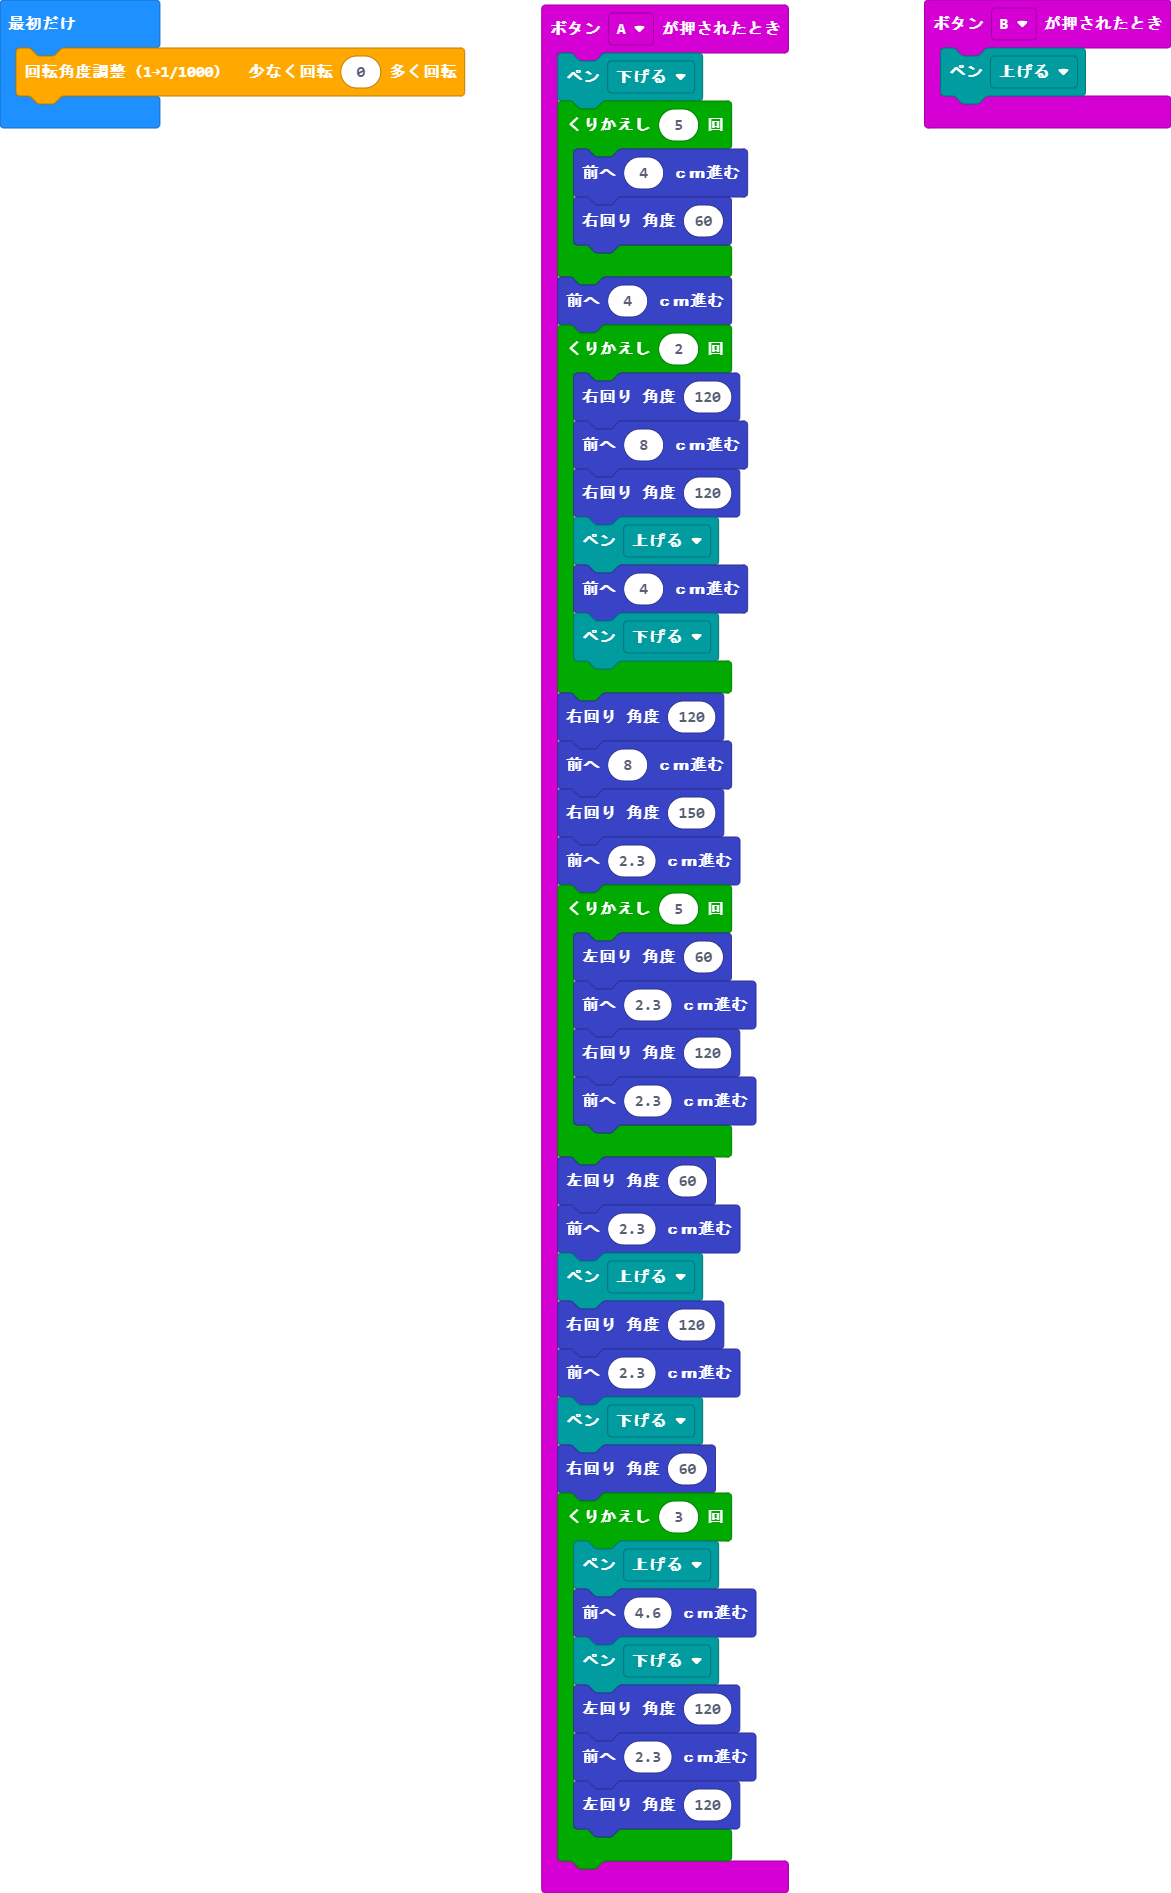 最初だけ
回転角度調整（1→1/1000） 少なく回転 0 多く回転
ボタン A が押されたとき
ペン 下げる
くりかえし 5 回
前へ 4 cm進む
右回り 角度 60
前へ 4 cm進む
くりかえし 2 回
右回り 角度 120
前へ 8 cm進む
右回り 角度 120
ペン 上げる
前へ 4 cm進む
ペン 下げる
右回り 角度 120
前へ 8 cm進む
右回り 角度 150
前へ 2.3 cm進む
くりかえし 5 回
左回り 角度 60
前へ 2.3 cm進む
右回り 角度 120
前へ 2.3 cm進む
左回り 角度 60
前へ 2.3 cm進む
ペン 上げる
右回り 角度 120
前へ 2.3 cm進む
ペン 下げる
右回り 角度 60
くりかえし 3 回
ペン 上げる
前へ 4.6 cm進む
ペン 下げる
左回り 角度 120
前へ 2.3 cm進む
左回り 角度 120
ボタン B が押されたとき
ペン 上げる